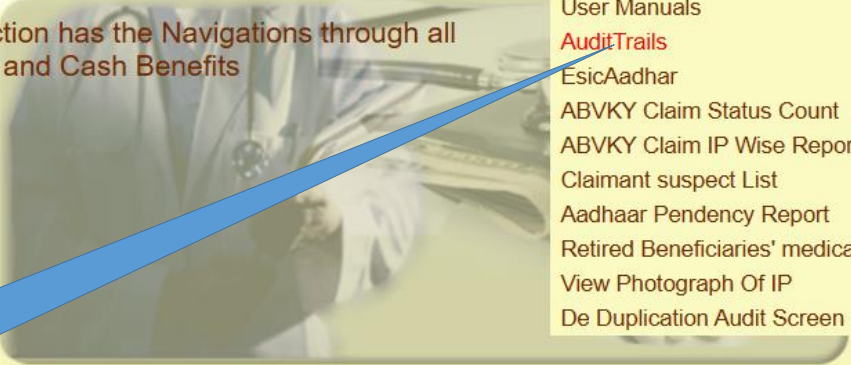 ction has the Navigations through all
and Cash Benefits
User Manuals
AuditTrails
EsicAadhar
ABVKY Claim Status Count
ABVKY Claim IP Wise Repor
Claimant suspect List
Aadhaar Pendency Report
Retired Beneficiaries' medica
View Photograph Of IP
De Duplication Audit Screen